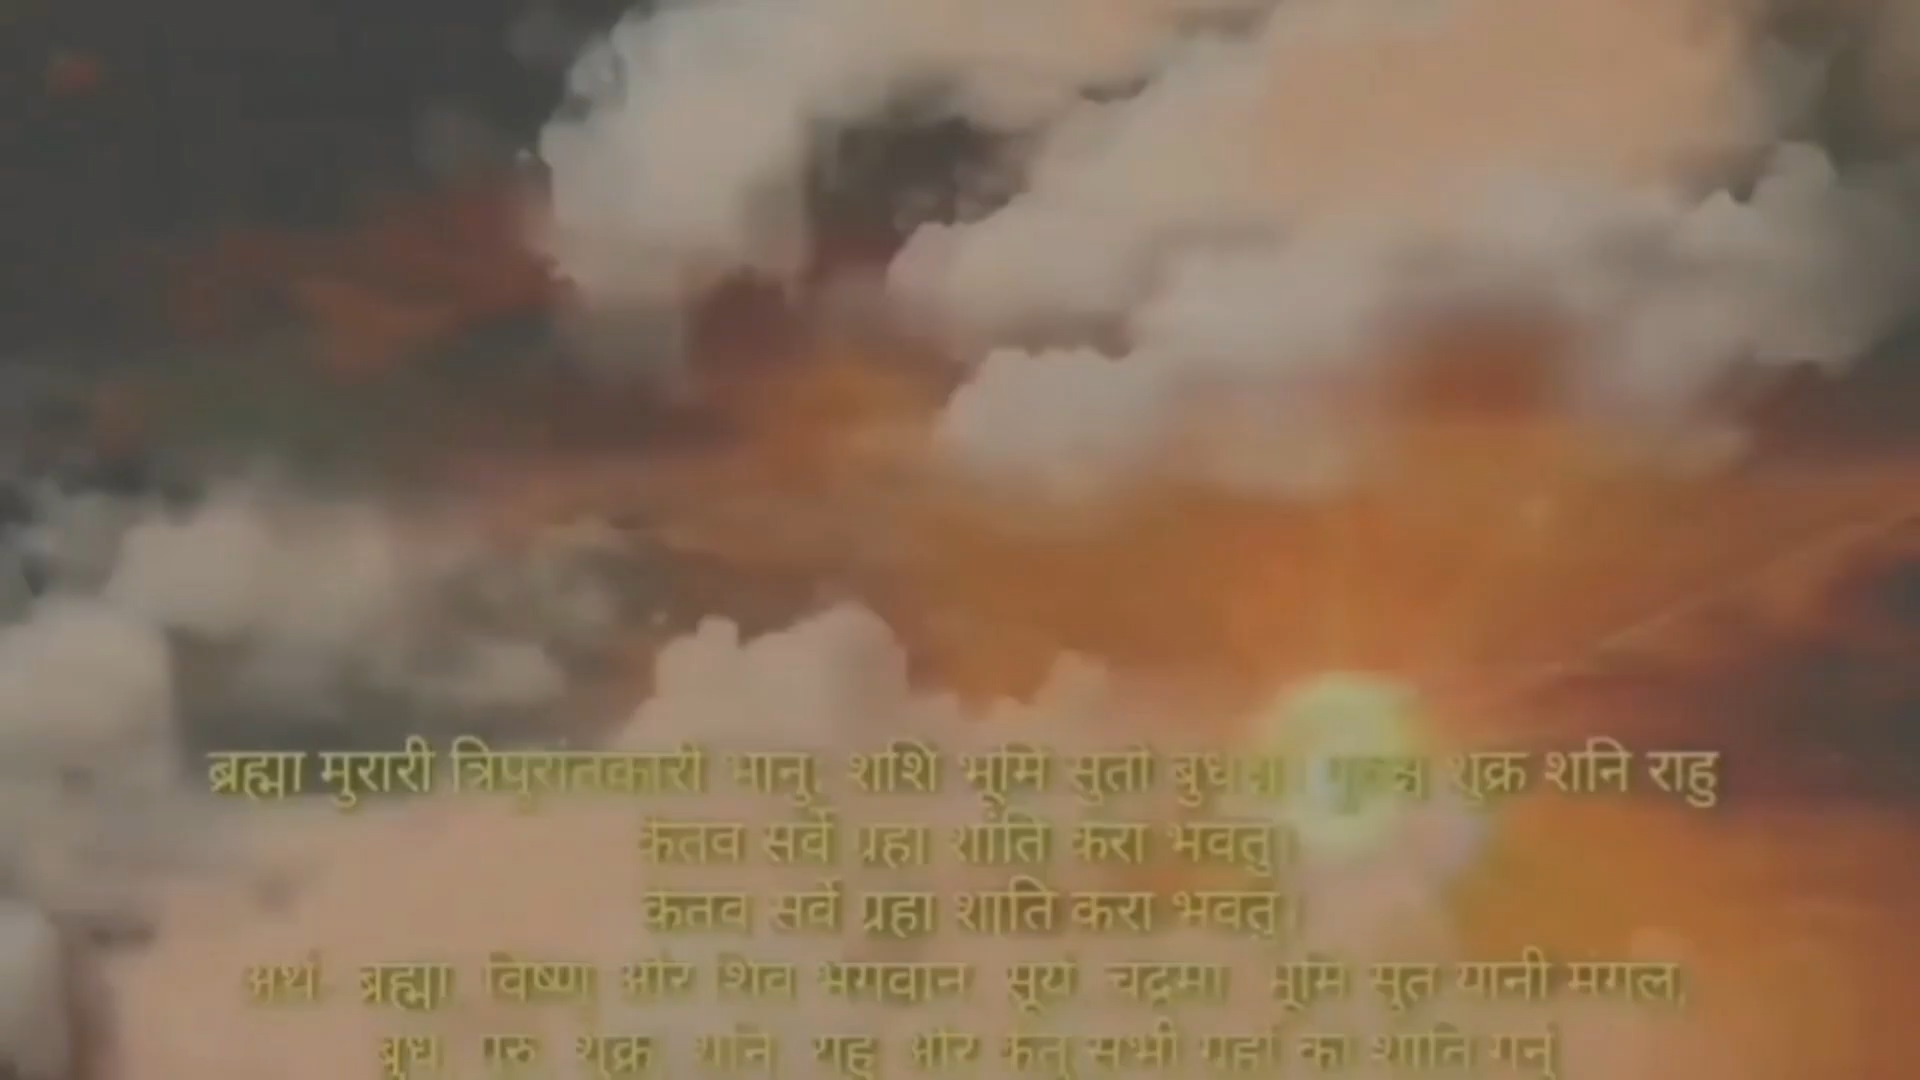 ब्रह्मा मुरारी त्रिपुरांतकारी भानु शशि भूमि सुतो शुक्र शनि राहु
केतव सर्वे ग्रहा शांति करा भवतु।
केतव सर्वे ग्रहा शांति करा भवतु।
अर्थ- ब्रह्मा, विष्णु और शिव भगवान, सूर्य, चंद्रमा, भूमि सुत यानी मंगल,
बुध, गुरु, शुक्र, शनि, राहु और केतु सभी ग्रहों की शांति